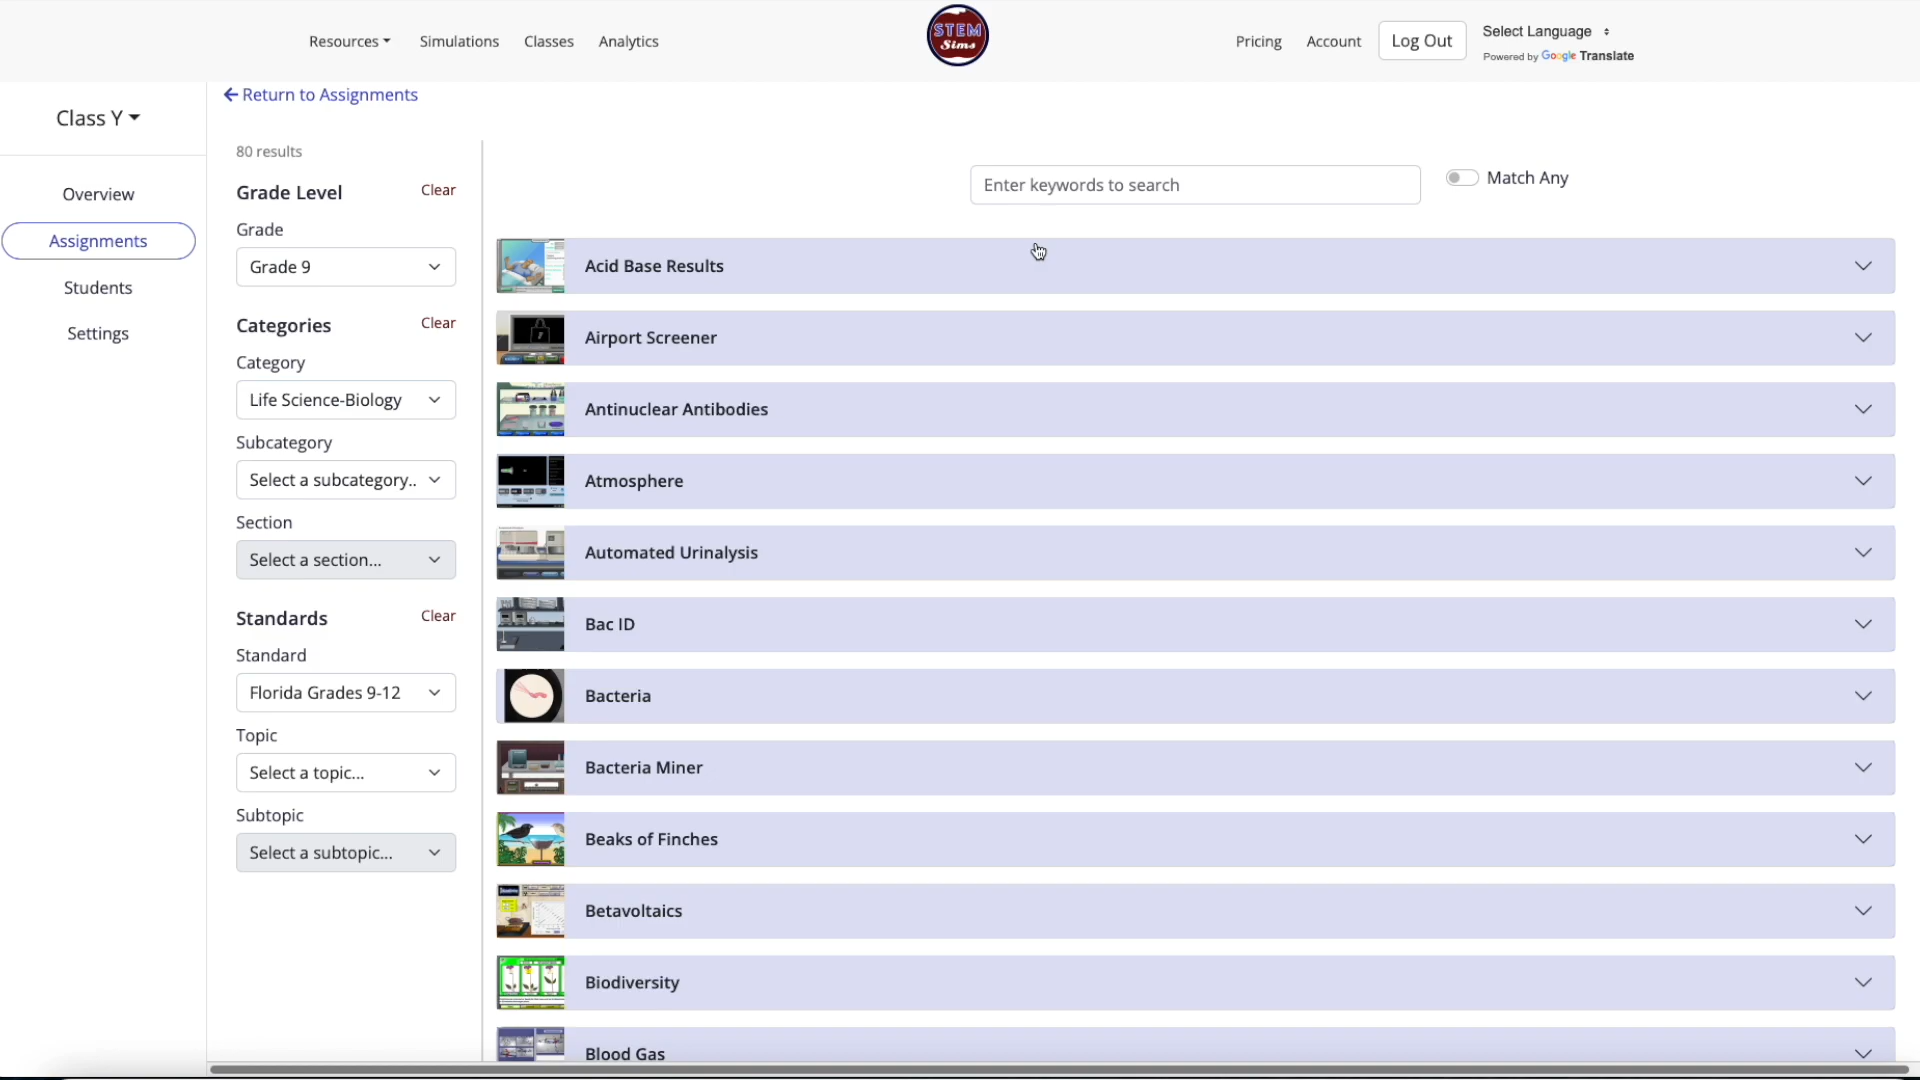 Resources
Simulations
Classes
Analytics
STEM
Sims
Pricing
Account
Log Out
Select Language
Powered by Google Translate
Class Y
Overview
Assignments
Students
Settings
Return to Assignments
80 results
Grade Level
Clear
Grade
Grade 9
Categories
Clear
Category
Life Science-Biology
Subcategory
Select a subcategory..
Section
Select a section...
Standards
Clear
Standard
Florida Grades 9-12
Topic
Select a topic...
Subtopic
Select a subtopic...
Enter keywords to search
Match Any
Acid Base Results
Airport Screener
Antinuclear Antibodies
Atmosphere
Automated Urinalysis
Bac ID
Bacteria
Bacteria Miner
Beaks of Finches
Betavoltaics
Biodiversity
Blood Gas